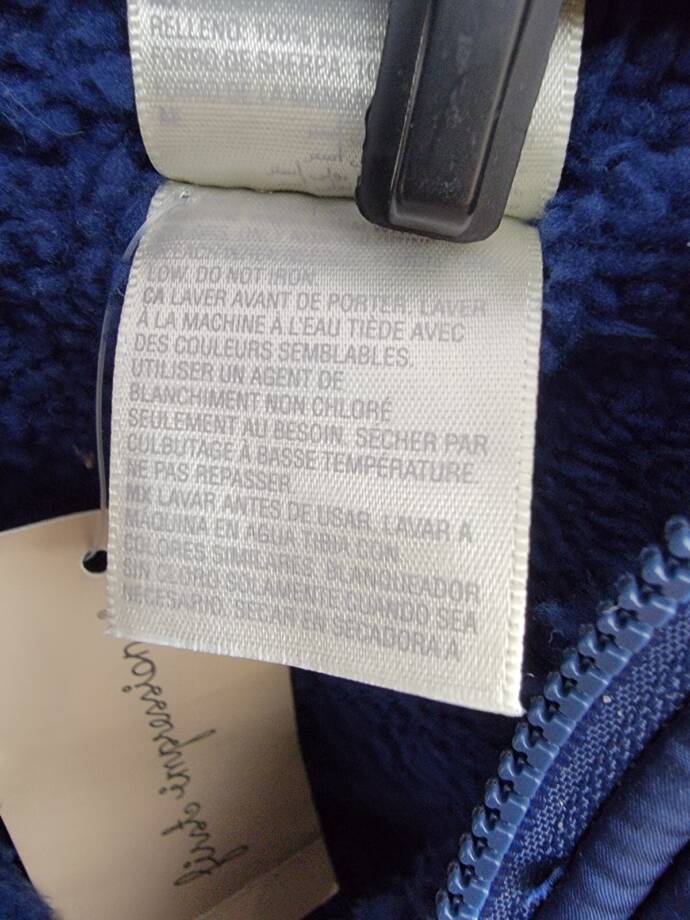 RELLENO: 100%
FORRO DE SHERPA:
LOW. DO NOT IRON.
CA LAVER AVANT DE PORTER. LAVER
À LA MACHINE À L'EAU TIÈDE AVEC
DES COULEURS SEMBLABLES.
UTILISER UN AGENT DE
BLANCHIMENT NON CHLORÉ
SEULEMENT AU BESOIN. SÉCHER PAR
CULBUTAGE À BASSE TEMPÉRATURE.
NE PAS REPASSER.
MX LAVAR ANTES DE USAR. LAVAR A
MÁQUINA EN AGUA TIBIA CON
COLORES SIMILARES. BLANQUEADOR
SIN CLORO SOLAMENTE CUANDO SEA
NECESARIO. SECAR EN SECADORA A
first impression